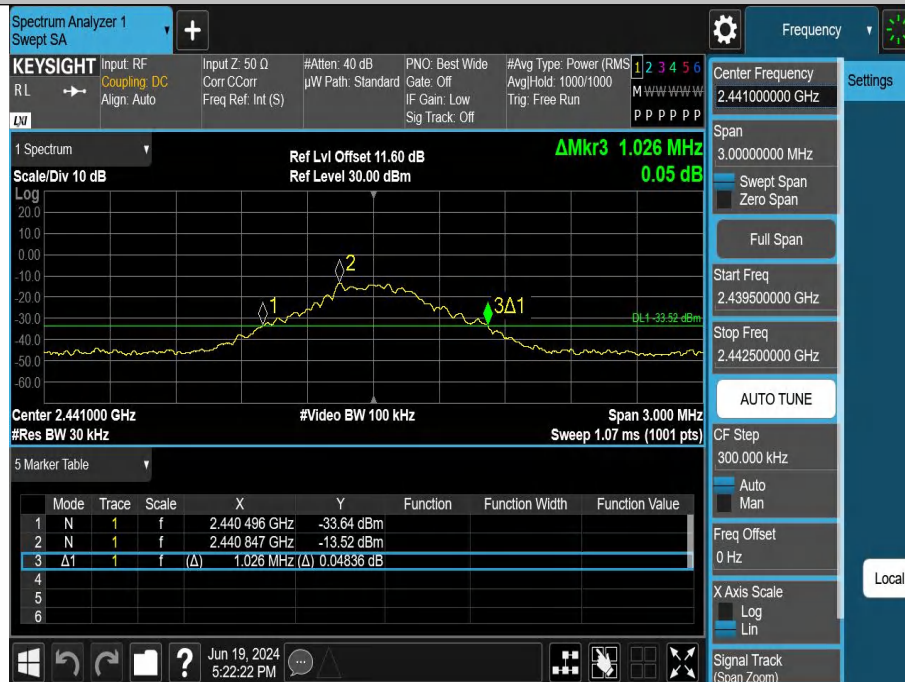 Spectrum Analyzer 1
Swept SA
+
Frequency
KEYSIGHT
RL
LXI
Input: RF
Coupling: DC
Align: Auto
Input Z: 50 Ω
Corr CCorr
Freq Ref: Int (S)
#Atten: 40 dB
µW Path: Standard
PNO: Best Wide
Gate: Off
IF Gain: Low
Sig Track: Off
#Avg Type: Power (RMS
Avg|Hold: 1000/1000
Trig: Free Run
1 2 3 4 5 6
M W W W W W
P P P P P P
Center Frequency
2.441000000 GHz
Settings
1 Spectrum
Scale/Div 10 dB
Ref Lvl Offset 11.60 dB
Ref Level 30.00 dBm
ΔMkr3 1.026 MHz
0.05 dB
Span
3.00000000 MHz
Swept Span
Zero Span
Full Span
Start Freq
2.439500000 GHz
Stop Freq
2.442500000 GHz
AUTO TUNE
Log
20.0
10.0
0.00
-10.0
-20.0
-30.0
-40.0
-50.0
-60.0
1
2
3Δ1
DL1 -33.52 dBm
Center 2.441000 GHz
#Res BW 30 kHz
#Video BW 100 kHz
Span 3.000 MHz
Sweep 1.07 ms (1001 pts)
CF Step
300.000 kHz
Auto
Man
Freq Offset
0 Hz
X Axis Scale
Log
Lin
Signal Track
(Span Zoom)
Local
5 Marker Table
Mode Trace Scale X Y Function Function Width Function Value
1 N 1 f 2.440 496 GHz -33.64 dBm
2 N 1 f 2.440 847 GHz -13.52 dBm
3 Δ1 1 f (Δ) 1.026 MHz (Δ) 0.04836 dB
4
5
6
?
Jun 19, 2024
5:22:22 PM